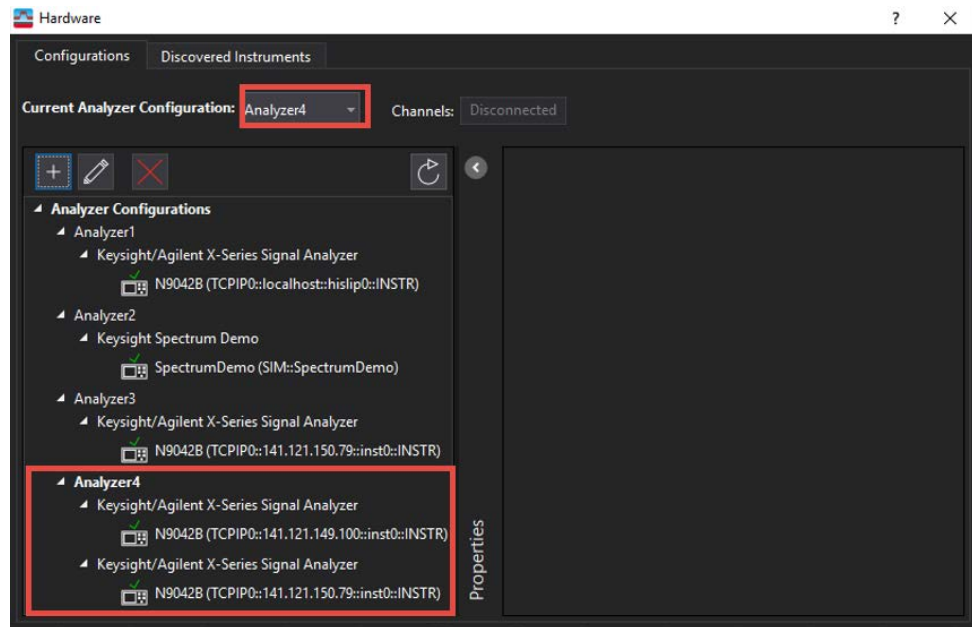 Hardware
?
Configurations Discovered Instruments
Current Analyzer Configuration: Analyzer4 Channels: Disconnected
Analyzer Configurations
Analyzer1
Keysight/Agilent X-Series Signal Analyzer
N9042B (TCPIP0::localhost::hislip0::INSTR)
Analyzer2
Keysight Spectrum Demo
SpectrumDemo (SIM::SpectrumDemo)
Analyzer3
Keysight/Agilent X-Series Signal Analyzer
N9042B (TCPIP0::141.121.150.79::inst0::INSTR)
Analyzer4
Keysight/Agilent X-Series Signal Analyzer
N9042B (TCPIP0::141.121.149.100::inst0::INSTR)
Keysight/Agilent X-Series Signal Analyzer
N9042B (TCPIP0::141.121.150.79::inst0::INSTR)
Properties